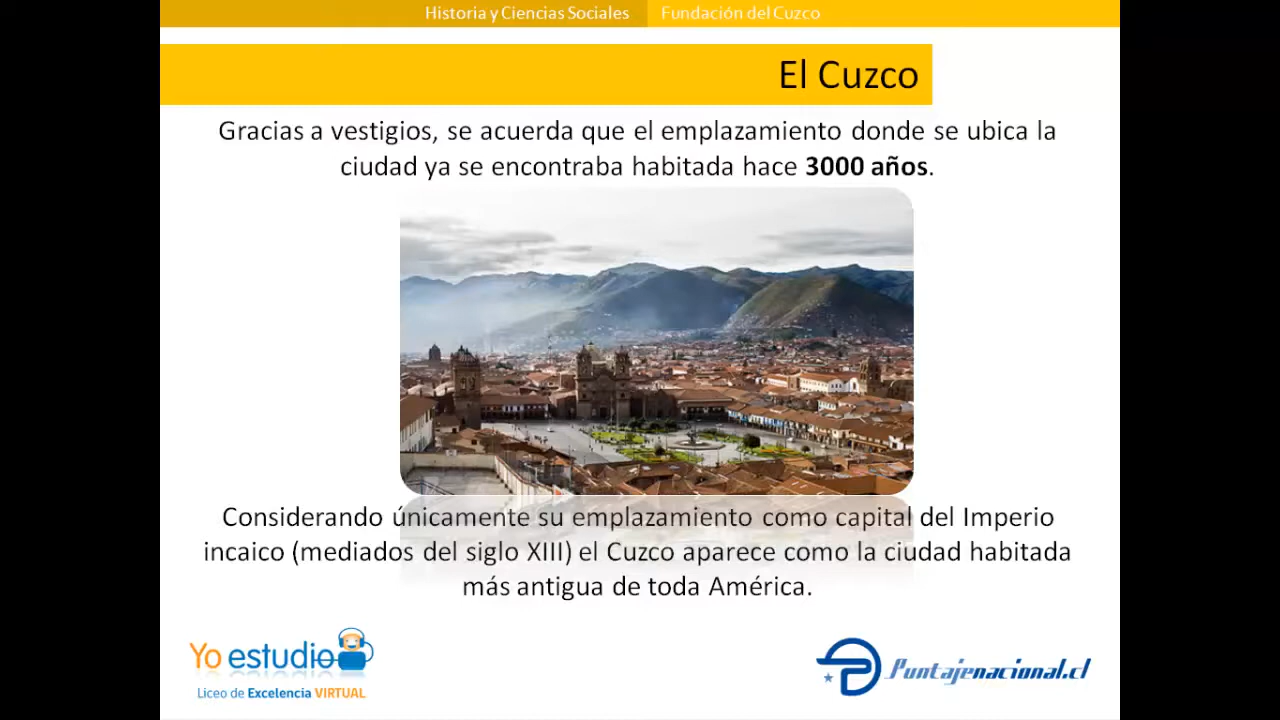 Historia y Ciencias Sociales Fundación del Cuzco
El Cuzco
Gracias a vestigios, se acuerda que el emplazamiento donde se ubica la
ciudad ya se encontraba habitada hace 3000 años.
Considerando únicamente su emplazamiento como capital del Imperio
incaico (mediados del siglo XIII) el Cuzco aparece como la ciudad habitada
más antigua de toda América.
Yo estudio
Liceo de Excelencia VIRTUAL
Puntajenacional.cl